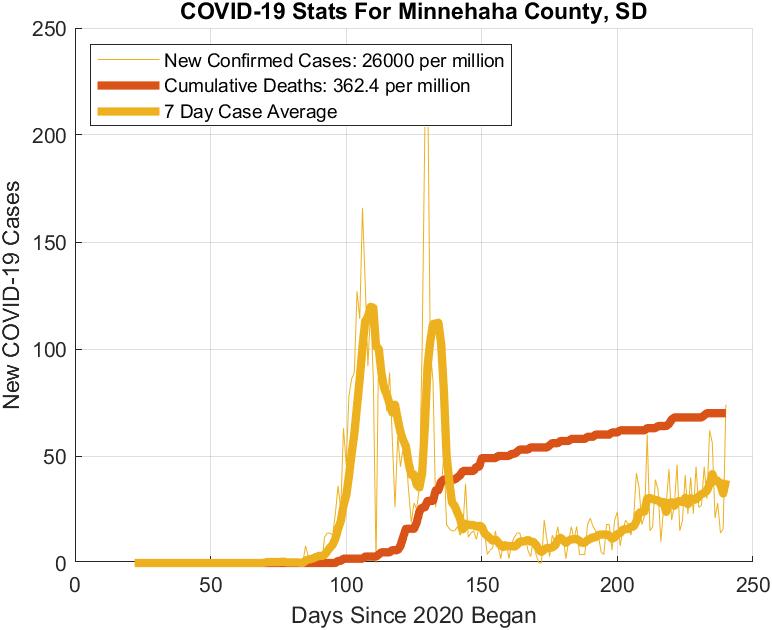 COVID-19 Stats For Minnehaha County, SD
250
New Confirmed Cases: 26000 per million
Cumulative Deaths: 362.4 per million
7 Day Case Average
200
150
100
50
0
New COVID-19 Cases
0 50 100 150 200 250
Days Since 2020 Began